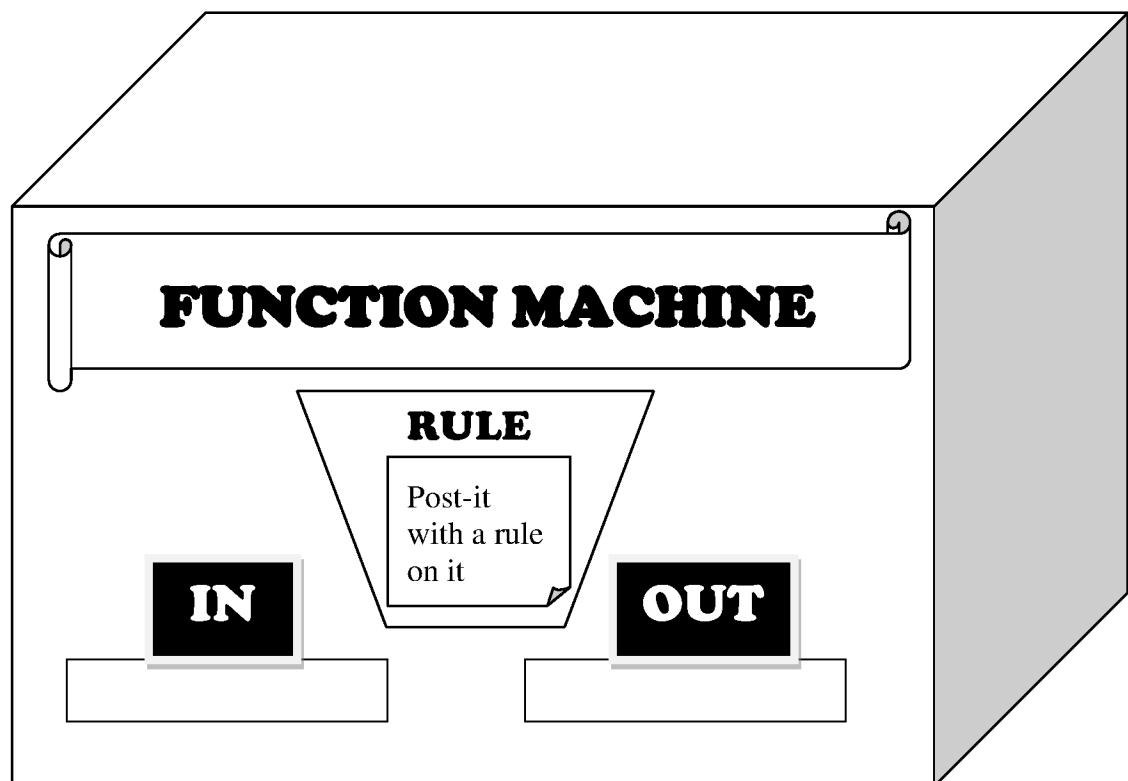 FUNCTION MACHINE
RULE
Post-it
with a rule
on it
IN
OUT